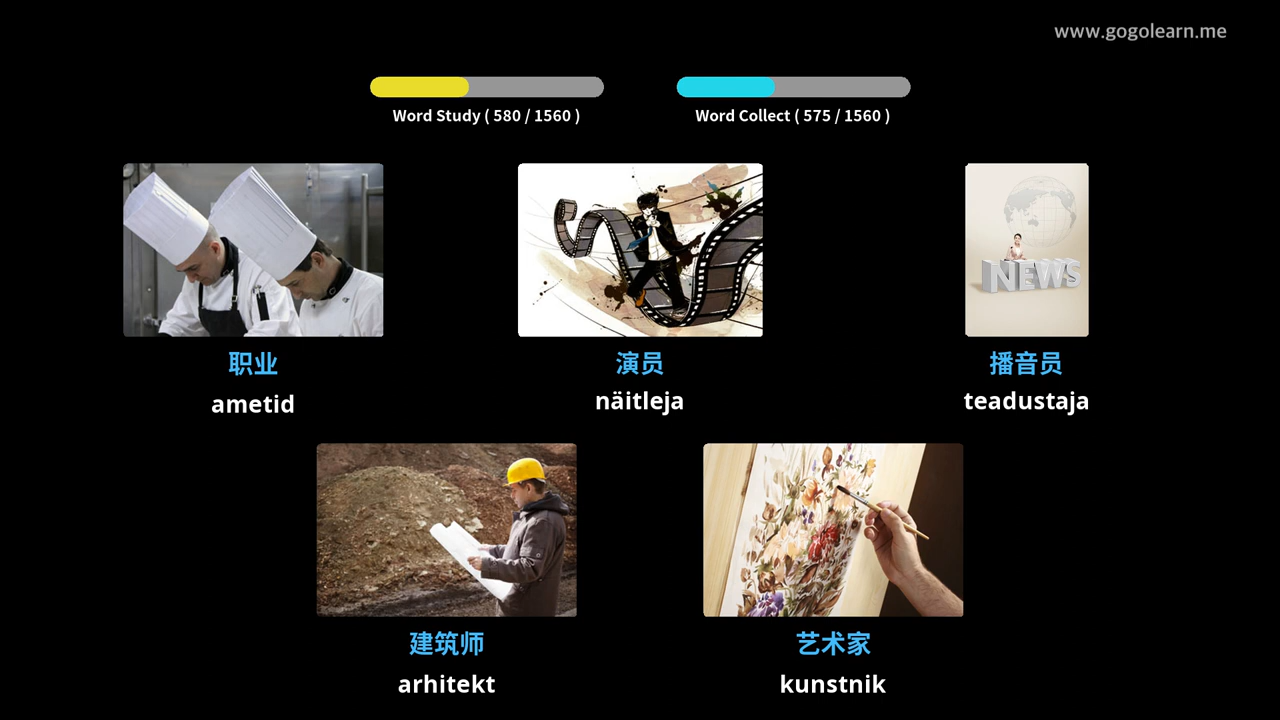 www.gogolearn.me
Word Study ( 580 / 1560 )
Word Collect ( 575 / 1560 )
NEWS
职业
演员
播音员
ametid
näitleja
teadustaja
建筑师
艺术家
arhitekt
kunstnik